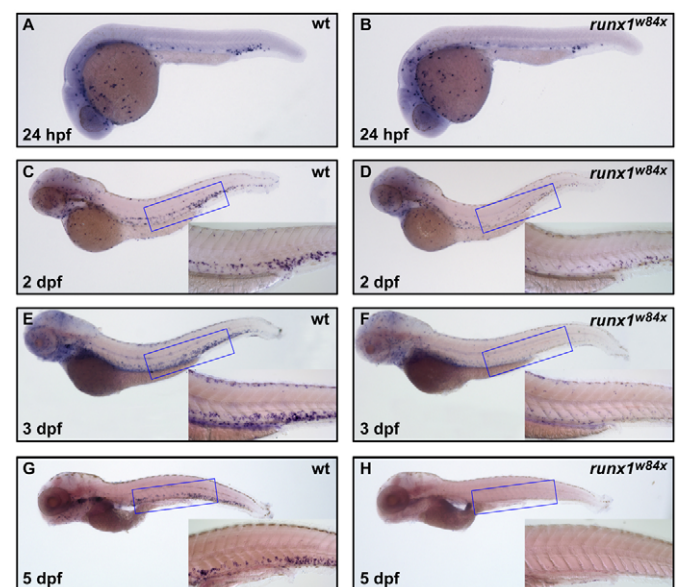 A wt
24 hpf
B runx1w84x
24 hpf
C wt
2 dpf
D runx1w84x
2 dpf
E wt
3 dpf
F runx1w84x
3 dpf
G wt
5 dpf
H runx1w84x
5 dpf